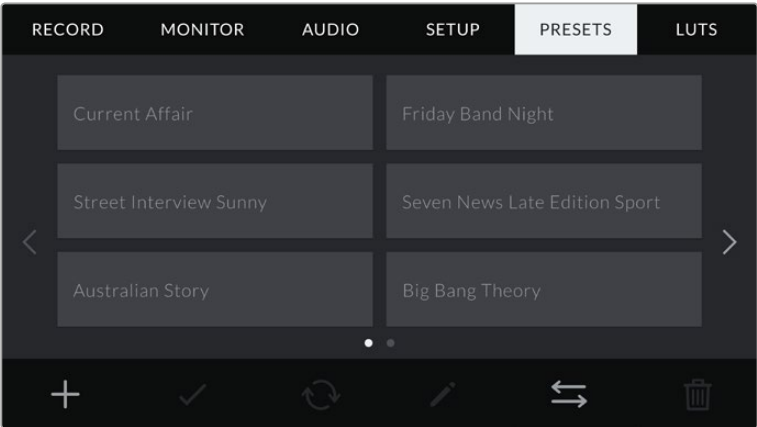 RECORD MONITOR AUDIO SETUP PRESETS LUTS
Current Affair Friday Band Night
Street Interview Sunny Seven News Late Edition Sport
Australian Story Big Bang Theory